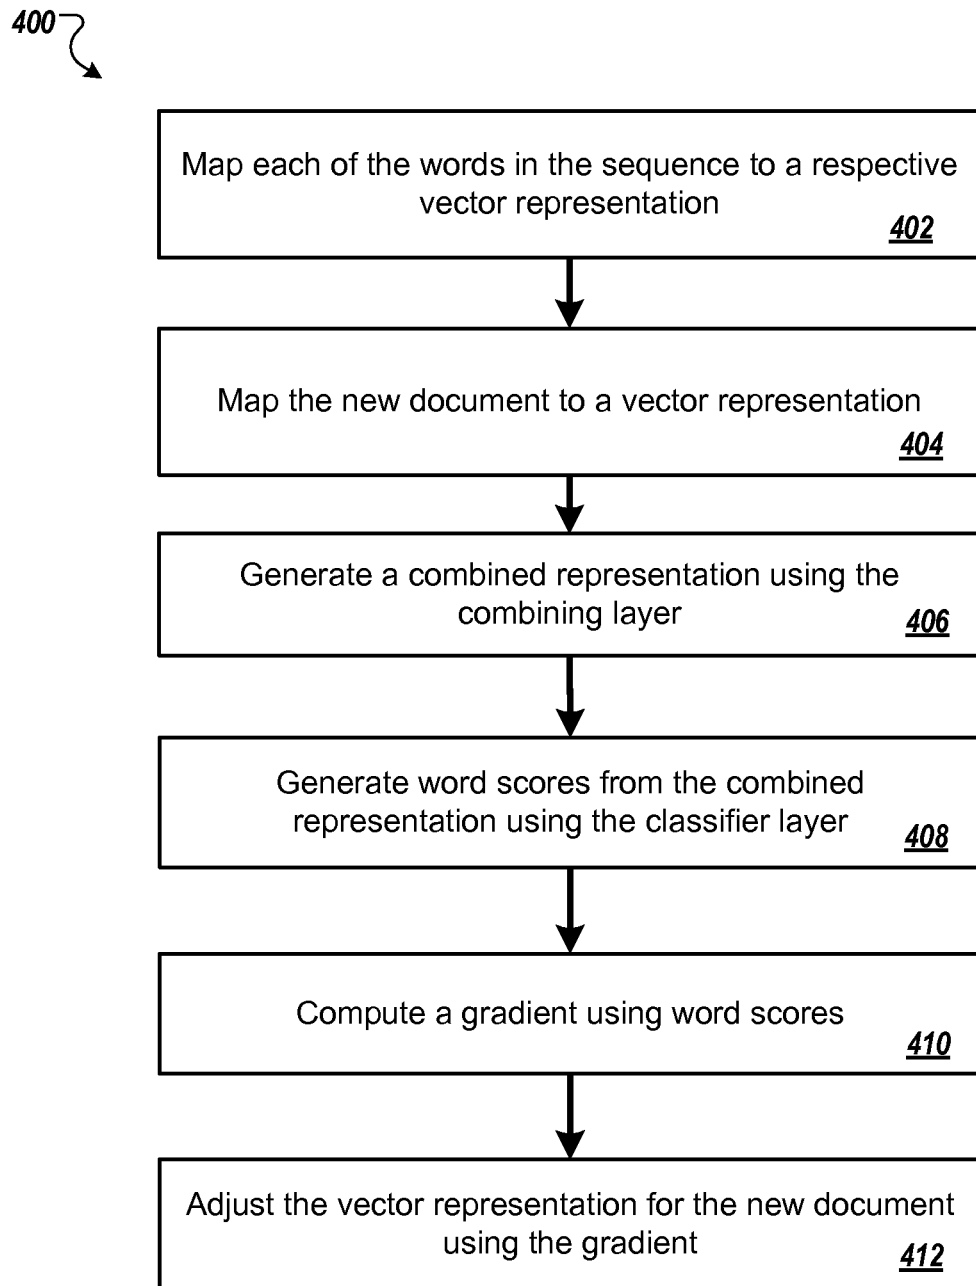 400
Map each of the words in the sequence to a respective
vector representation
402
Map the new document to a vector representation
404
Generate a combined representation using the
combining layer
406
Generate word scores from the combined
representation using the classifier layer
408
Compute a gradient using word scores
410
Adjust the vector representation for the new document
using the gradient
412